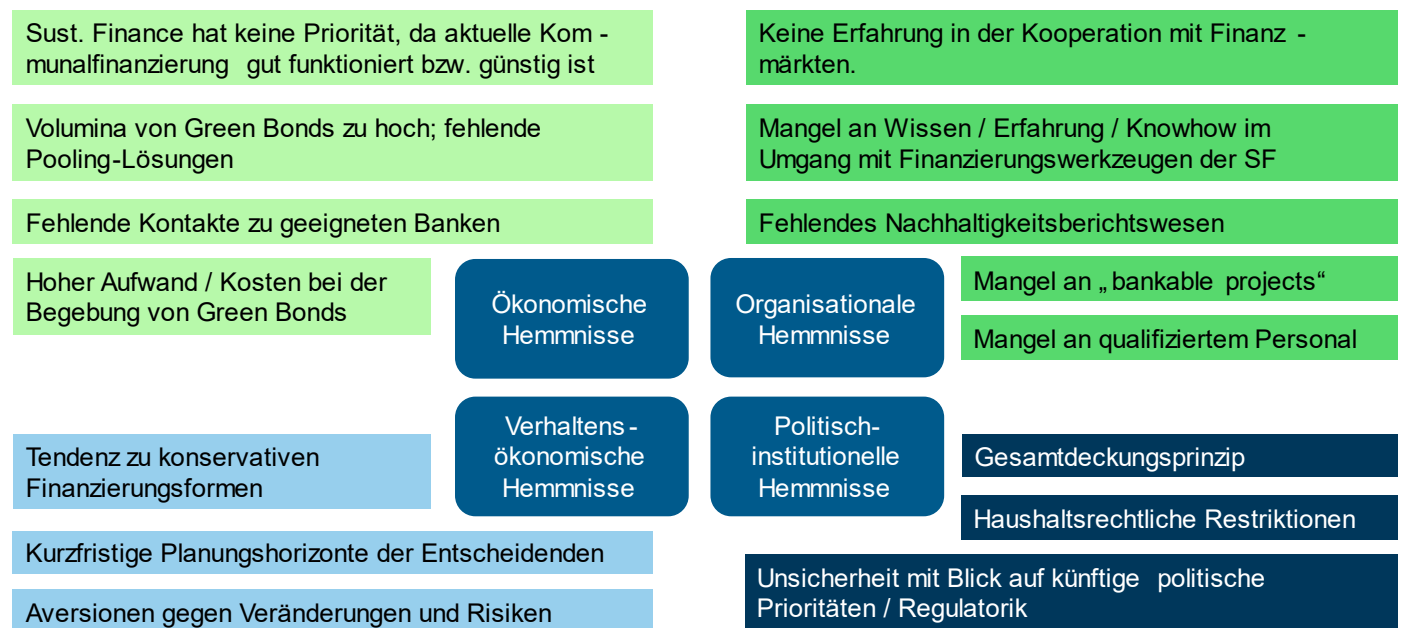 Sust. Finance hat keine Priorität, da aktuelle Kom -
munalfinanzierung gut funktioniert bzw. günstig ist
Volumina von Green Bonds zu hoch; fehlende
Pooling-Lösungen
Fehlende Kontakte zu geeigneten Banken
Hoher Aufwand / Kosten bei der
Begebung von Green Bonds
Keine Erfahrung in der Kooperation mit Finanz -
märkten.
Mangel an Wissen / Erfahrung / Knowhow im
Umgang mit Finanzierungswerkzeugen der SF
Fehlendes Nachhaltigkeitsberichtswesen
Mangel an „bankable projects“
Mangel an qualifiziertem Personal
Ökonomische
Hemmnisse
Organisationale
Hemmnisse
Verhaltens -
ökonomische
Hemmnisse
Politisch-
institutionelle
Hemmnisse
Tendenz zu konservativen
Finanzierungsformen
Kurzfristige Planungshorizonte der Entscheidenden
Aversionen gegen Veränderungen und Risiken
Gesamtdeckungsprinzip
Haushaltsrechtliche Restriktionen
Unsicherheit mit Blick auf künftige politische
Prioritäten / Regulatorik